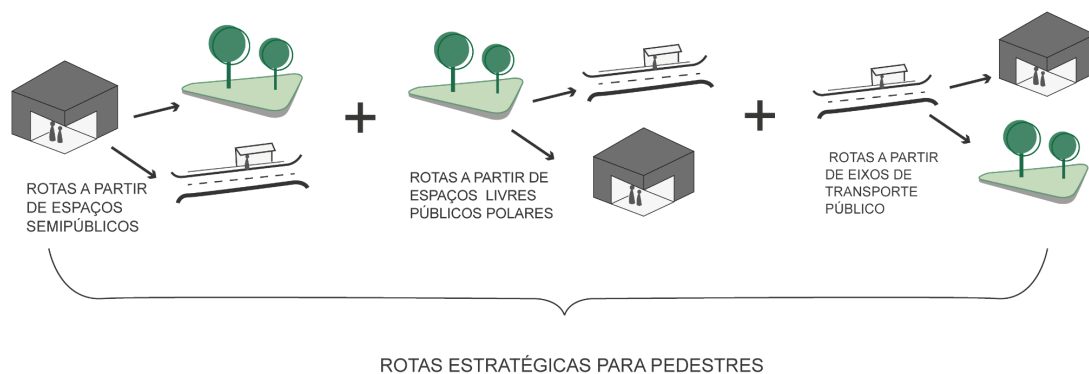 ROTAS A PARTIR
DE ESPAÇOS
SEMIPÚBLICOS
+
ROTAS A PARTIR DE
ESPAÇOS LIVRES
PÚBLICOS POLARES
+
ROTAS A PARTIR
DE EIXOS DE
TRANSPORTE
PÚBLICO
ROTAS ESTRATÉGICAS PARA PEDESTRES